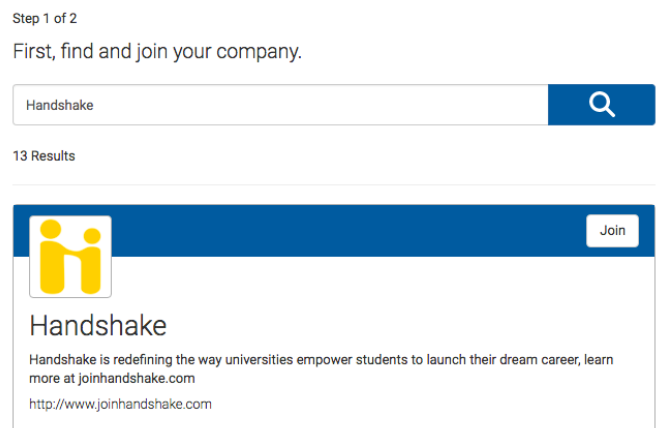 Step 1 of 2
First, find and join your company.
Handshake
13 Results
Join
Handshake
Handshake is redefining the way universities empower students to launch their dream career, learn
more at joinhandshake.com
http://www.joinhandshake.com